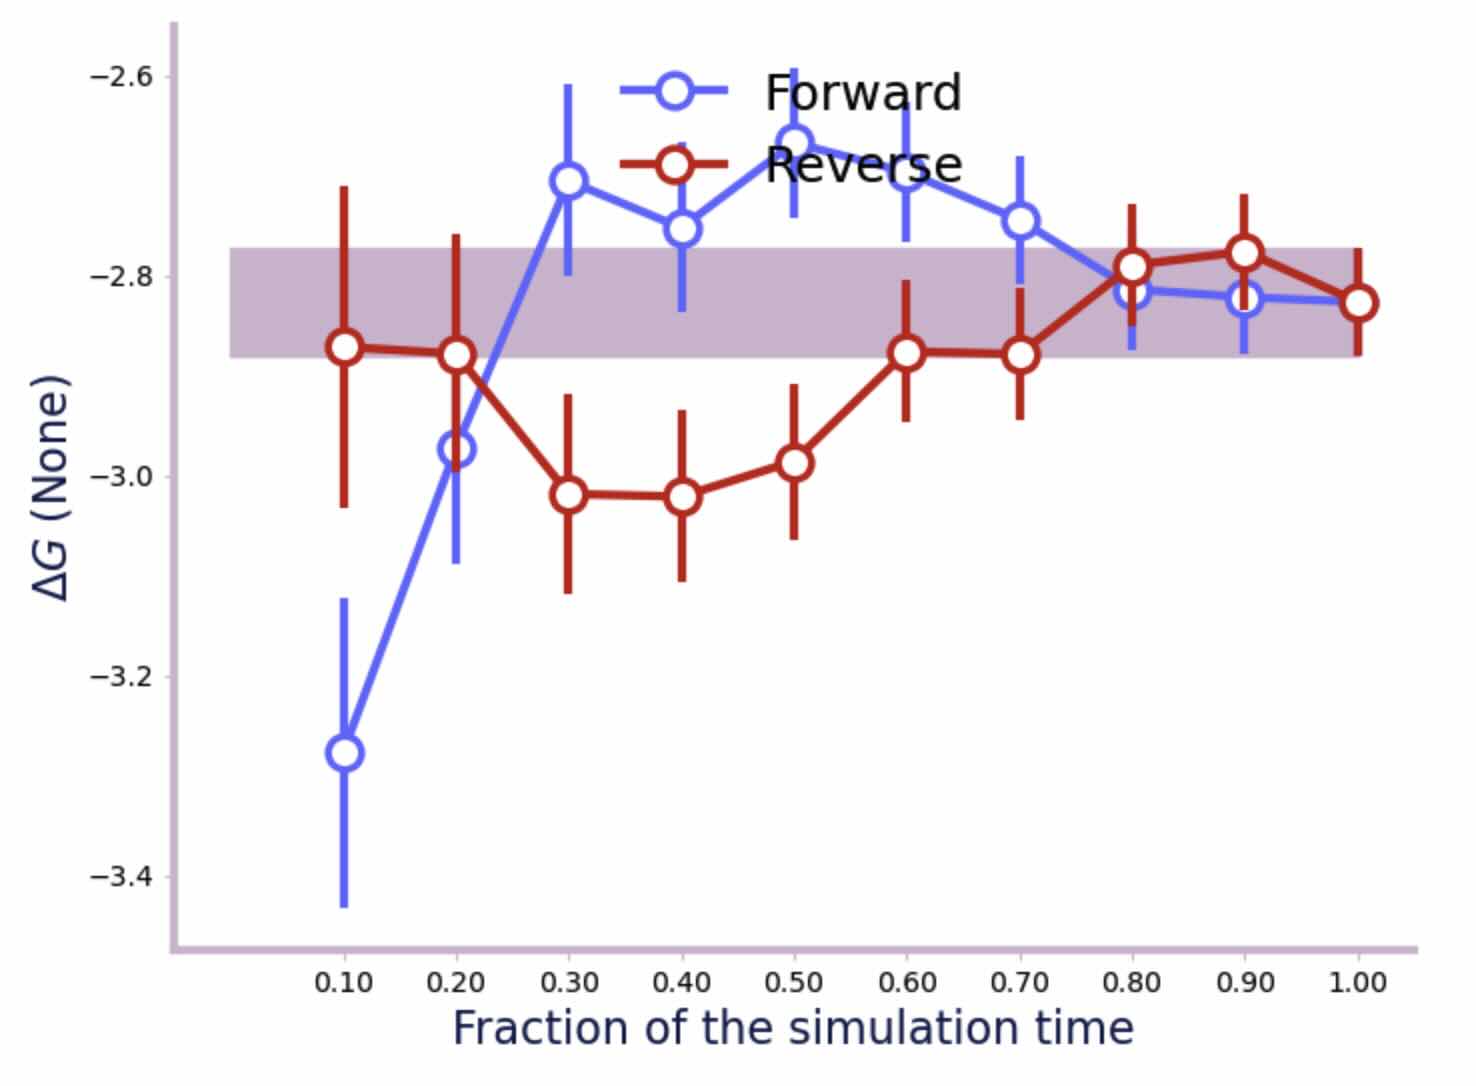 Forward
Reverse
−2.6
−2.8
−3.0
−3.2
−3.4
ΔG (None)
0.10 0.20 0.30 0.40 0.50 0.60 0.70 0.80 0.90 1.00
Fraction of the simulation time